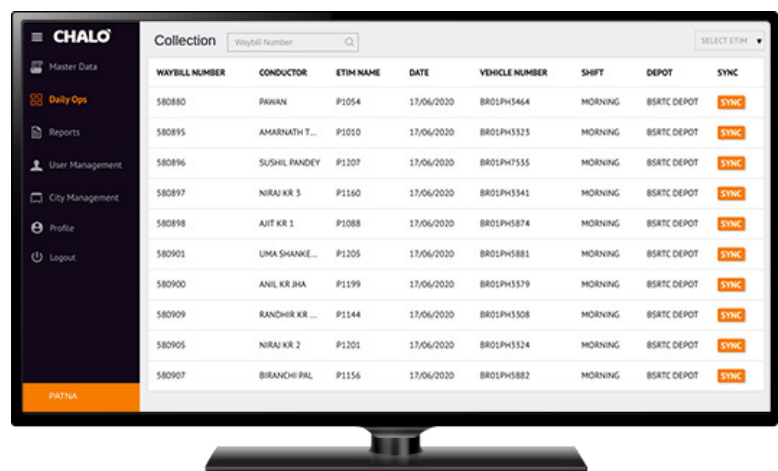 CHALO
Collection
Waybill Number
SELECT ETIM
Master Data
Daily Ops
Reports
User Management
City Management
Profile
Logout
PATNA
WAYBILL NUMBER CONDUCTOR ETIM NAME DATE VEHICLE NUMBER SHIFT DEPOT SYNC
580880 PAWAN P1054 17/06/2020 BR01PH3464 MORNING BSRTC DEPOT SYNC
580895 AMARNATH T... P1010 17/06/2020 BR01PH3323 MORNING BSRTC DEPOT SYNC
580896 SUSHIL PANDEY P1207 17/06/2020 BR01PH7535 MORNING BSRTC DEPOT SYNC
580897 NIRAJ KR 3 P1160 17/06/2020 BR01PH3341 MORNING BSRTC DEPOT SYNC
580898 AJIT KR 1 P1088 17/06/2020 BR01PH5874 MORNING BSRTC DEPOT SYNC
580901 UMA SHANKE... P1205 17/06/2020 BR01PH5881 MORNING BSRTC DEPOT SYNC
580900 ANIL KR JHA P1199 17/06/2020 BR01PH3379 MORNING BSRTC DEPOT SYNC
580909 RANDHIR KR ... P1144 17/06/2020 BR01PH3308 MORNING BSRTC DEPOT SYNC
580905 NIRAJ KR 2 P1201 17/06/2020 BR01PH3324 MORNING BSRTC DEPOT SYNC
580907 BIRANCHI PAL P1156 17/06/2020 BR01PH5882 MORNING BSRTC DEPOT SYNC